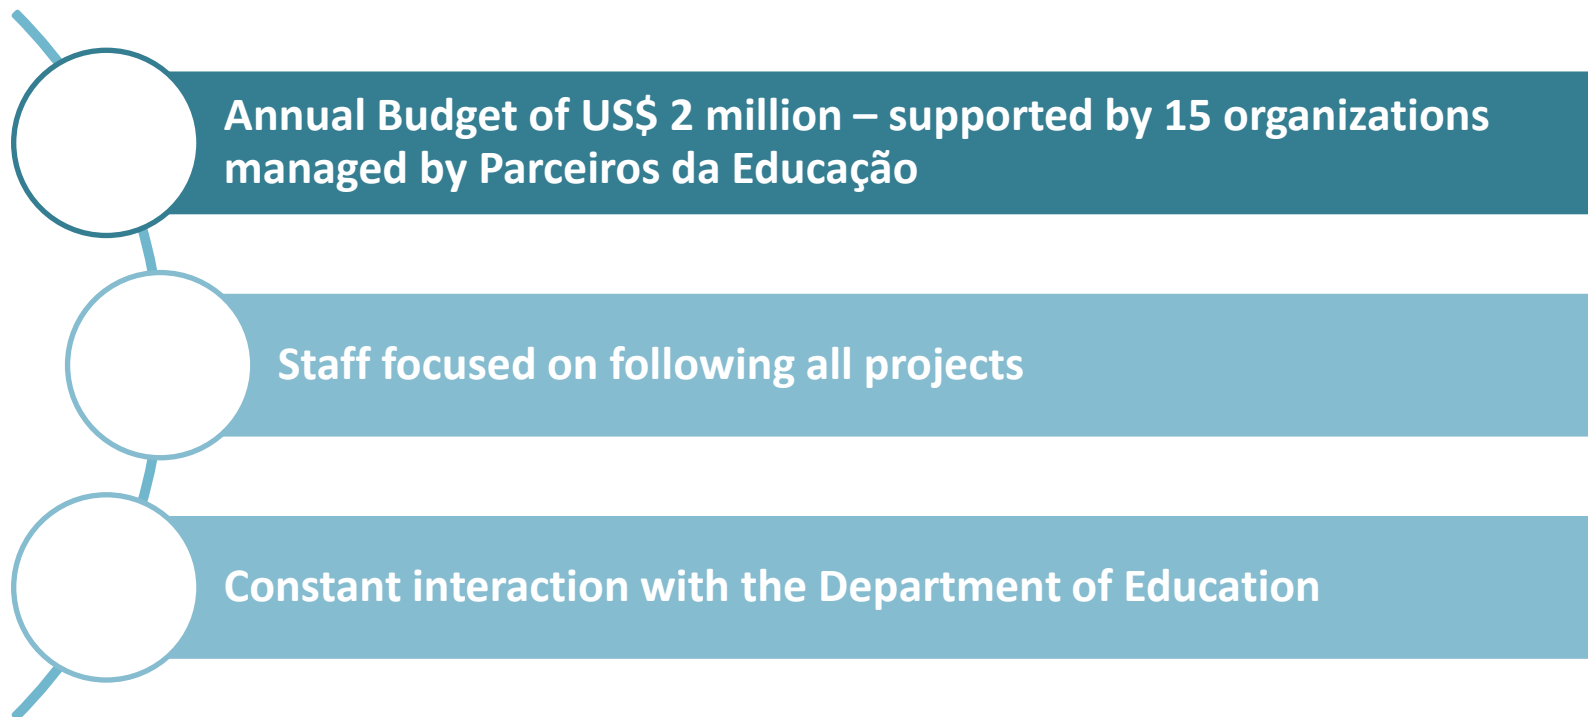 Annual Budget of US$ 2 million – supported by 15 organizations
managed by Parceiros da Educação
Staff focused on following all projects
Constant interaction with the Department of Education